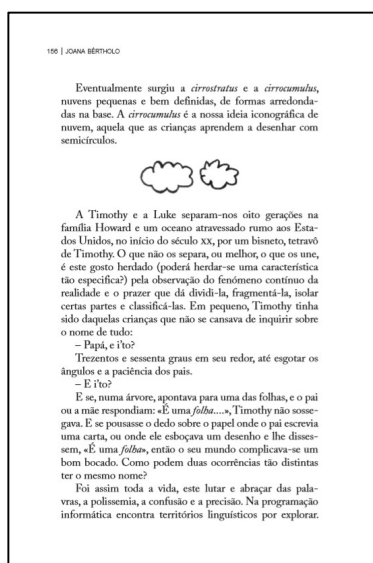 156 | JOANA BÉRTHOLO
Eventualmente surgiu a cirrostratus e a cirrocumulus,
nuvens pequenas e bem definidas, de formas arredonda-
das na base. A cirrocumulus é a nossa ideia iconográfica de
nuvem, aquela que as crianças aprendem a desenhar com
semicírculos.
A Timothy e a Luke separam-nos oito gerações na
família Howard e um oceano atravessado rumo aos Esta-
dos Unidos, no início do século XX, por um bisneto, tetravô
de Timothy. O que não os separa, ou melhor, o que os une,
é este gosto herdado (poderá herdar-se uma característica
tão específica?) pela observação do fenómeno contínuo da
realidade e o prazer que dá dividi-la, fragmentá-la, isolar
certas partes e classificá-las. Em pequeno, Timothy tinha
sido daquelas crianças que não se cansava de inquirir sobre
o nome de tudo:
– Papá, e i'to?
Trezentos e sessenta graus em seu redor, até esgotar os
ângulos e a paciência dos pais.
– E i'to?
E se, numa árvore, apontava para uma das folhas, e o pai
ou a mãe respondiam: «É uma folha....», Timothy não sosse-
gava. E se pousasse o dedo sobre o papel onde o pai escrevia
uma carta, ou onde ele esboçava um desenho e lhe disses-
sem, «É uma folha», então o seu mundo complicava-se um
bom bocado. Como podem duas ocorrências tão distintas
ter o mesmo nome?
Foi assim toda a vida, este lutar e abraçar das pala-
vras, a polissemia, a confusão e a precisão. Na programação
informática encontra territórios linguísticos por explorar.